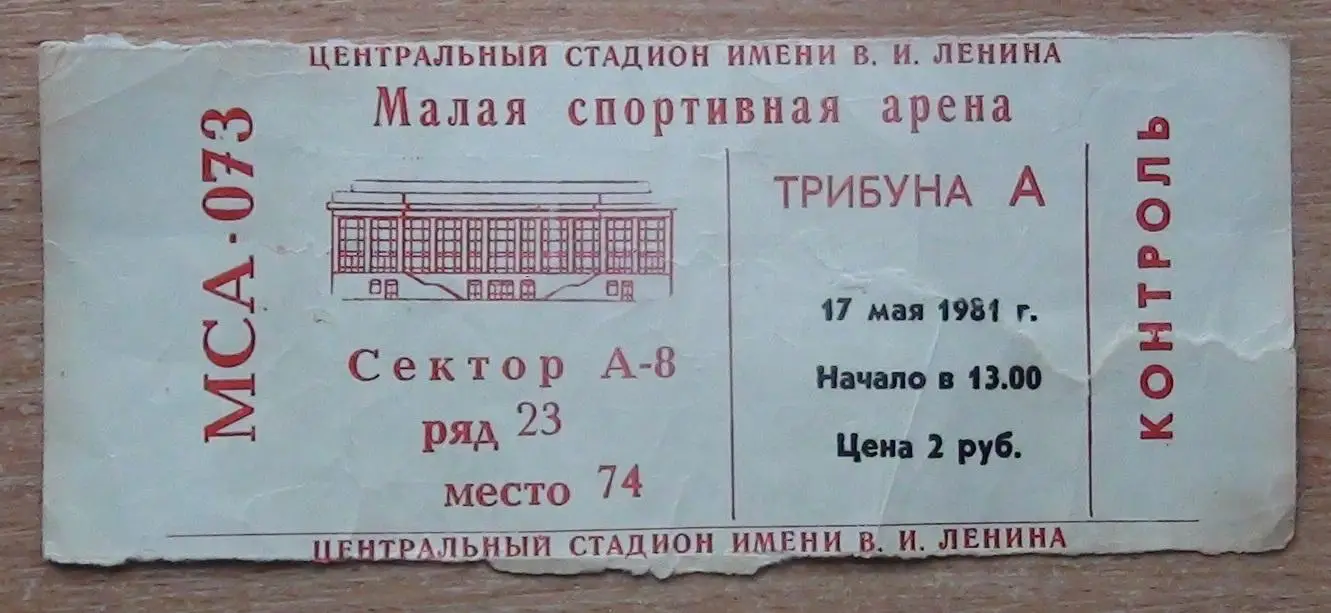 ЦЕНТРАЛЬНЫЙ СТАДИОН ИМЕНИ В. И. ЛЕНИНА
Малая спортивная арена
МСА-073
Сектор А-8
ряд 23
место 74
ТРИБУНА А
17 мая 1981 г.
Начало в 13.00
Цена 2 руб.
КОНТРОЛЬ
ЦЕНТРАЛЬНЫЙ СТАДИОН ИМЕНИ В. И. ЛЕНИНА